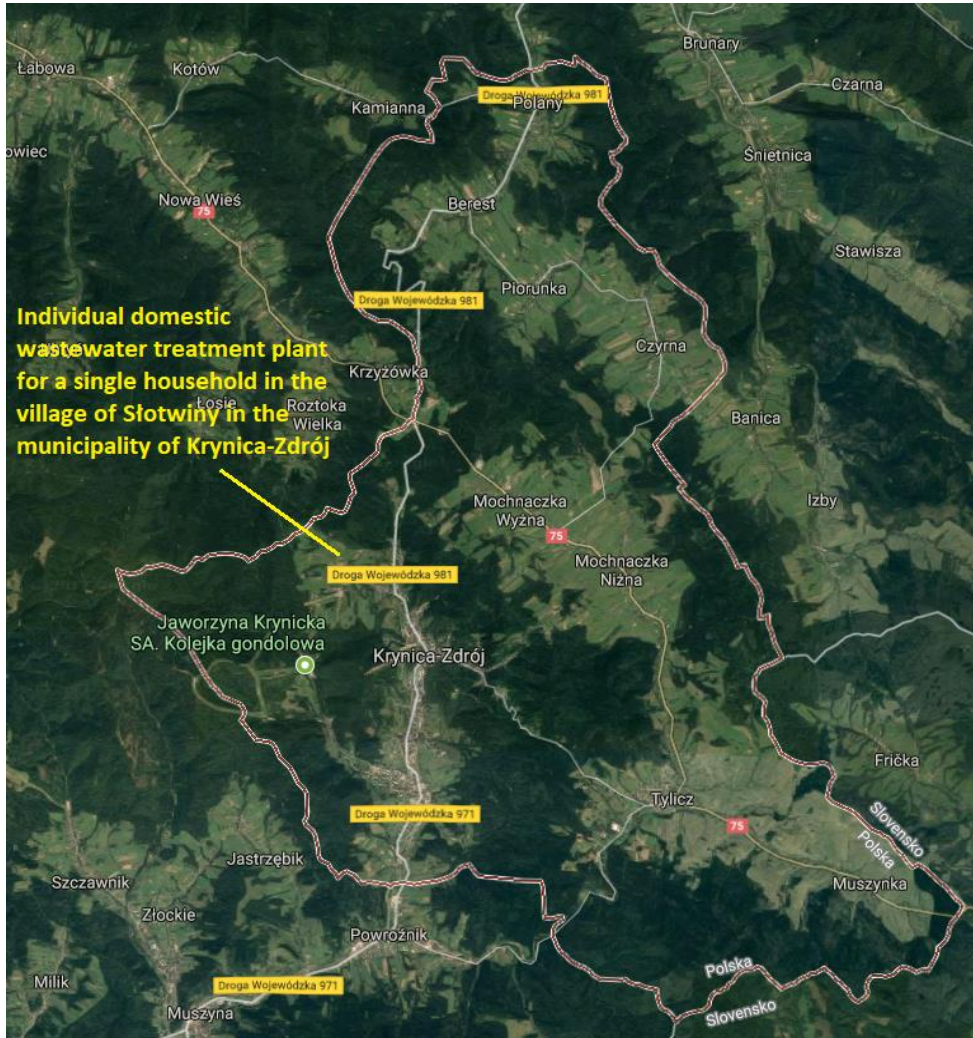 Brunary
Łabowa
Kotów
Czarna
Kamianna
Droga Wojewódzka 981
Polany
owiec
Śnietnica
Nowa Wieś
75
Berest
Stawisza
Piorunka
Droga Wojewódzka 981
Individual domestic
wastewater treatment plant
for a single household in the
village of Słotwiny in the
municipality of Krynica-Zdrój
Czyrna
Krzyżówka
Łosie
Roztoka
Wielka
Banica
Mochnaczka
Wyżna
Izby
75
Mochnaczka
Niżna
Droga Wojewódzka 981
Jaworzyna Krynicka
SA. Kolejka gondolowa
Krynica-Zdrój
Frička
Tylicz
Droga Wojewódzka 971
75
Slovensko
Polska
Jastrzębik
Szczawnik
Muszynka
Złockie
Powroźnik
Polska
Milik
Droga Wojewódzka 971
Slovensko
Muszyna